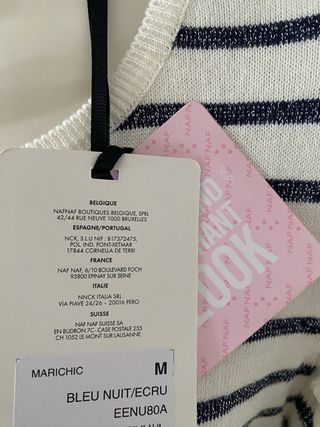 BELGIQUE
NAFNAF BOUTIQUES BELGIQUE, SPRL
42/44 RUE NEUVE 1000 BRUXELLES
ESPAGNE/PORTUGAL
NCK, S.L.U NIF : B17372475,
POL. IND. PONT-XETMAR
17844 CORNELLA DE TERRI
FRANCE
NAF NAF, 6/10 BOULEVARD FOCH
93800 EPINAY SUR SEINE
ITALIE
NNCK ITALIA SRL
VIA PIAVE 24/26 - 20016 PERO
SUISSE
NAF NAF SUISSE SA
EN BUDRON 7C- CASE POSTALE 255
CH 1052 LE MONT SUR LAUSANNE
MARICHIC M
BLEU NUIT/ECRU
EENU80A
NAF NAF
OOK